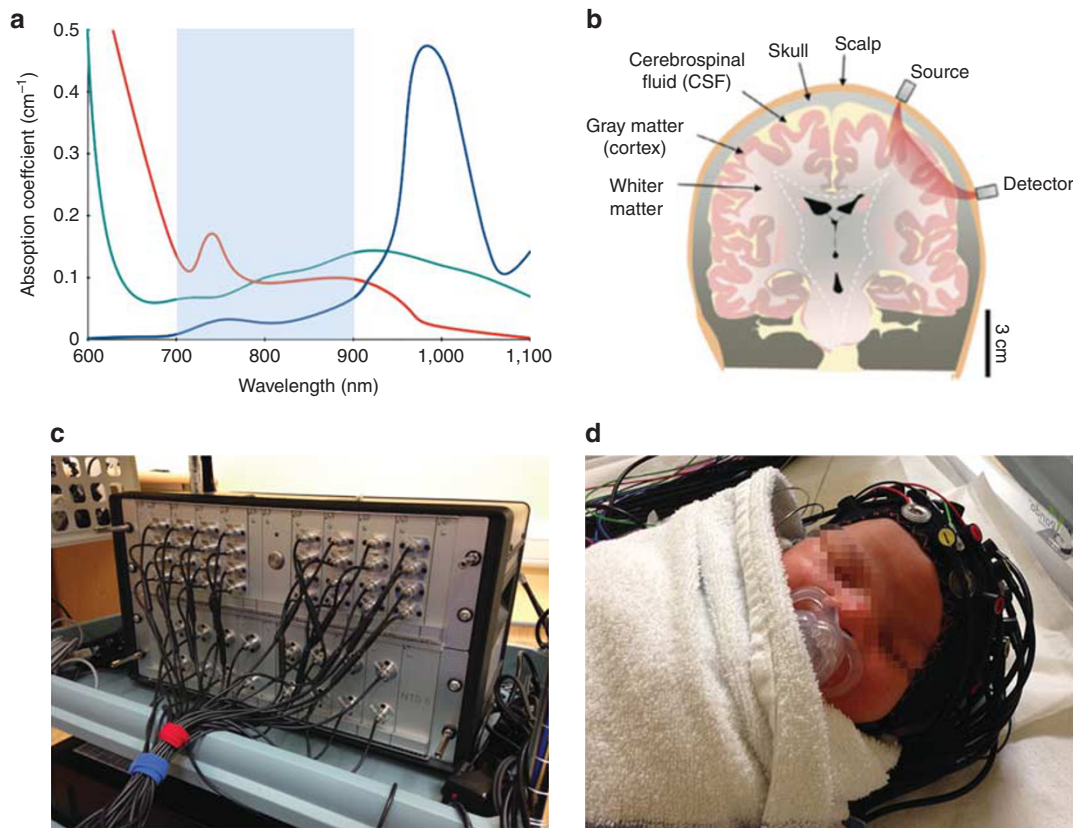 a
Absoption coefficient (cm⁻¹)
0.5
0.4
0.3
0.2
0.1
0
600
700
800
900
1,000
1,100
Wavelength (nm)
b
Cerebrospinal
fluid (CSF)
Skull
Scalp
Source
Gray matter
(cortex)
Whiter
matter
Detector
3 cm
c
d